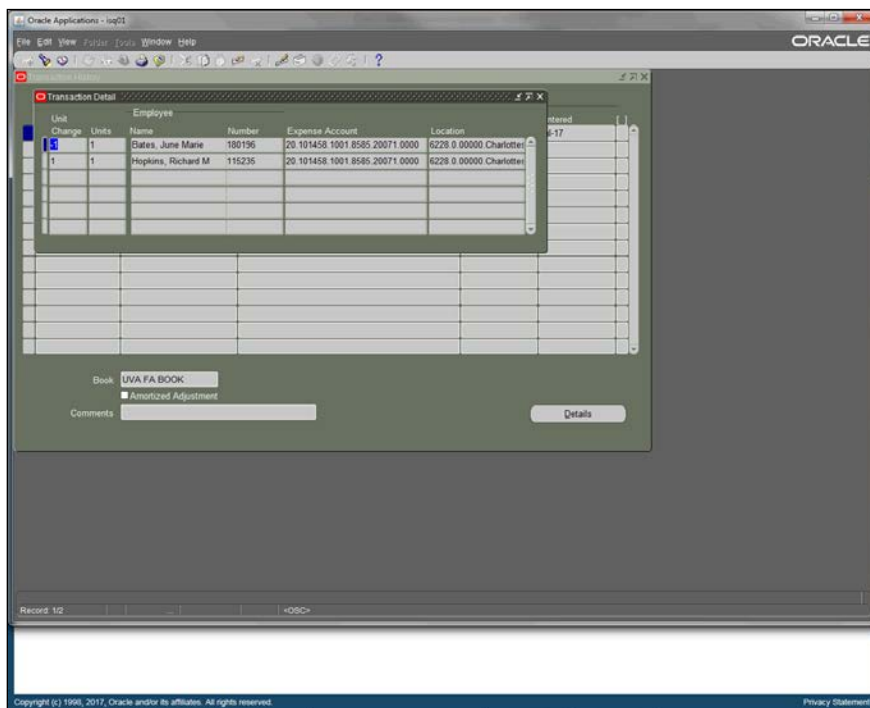 Oracle Applications - isq01
File Edit View Folder Tools Window Help
ORACLE
Transaction History
Transaction Detail
Unit Employee
Change Units Name Number Expense Account Location ntered [ ]
-1 1 Bates, June Marie 180196 20.101458.1001.8585.20071.0000 6228.0.00000.Charlottes l-17
1 1 Hopkins, Richard M 115235 20.101458.1001.8585.20071.0000 6228.0.00000.Charlottes
Book UVA FA BOOK
Amortized Adjustment
Comments
Details
Record: 1/2 ... <OSC>
Copyright (c) 1998, 2017, Oracle and/or its affiliates. All rights reserved. Privacy Statement